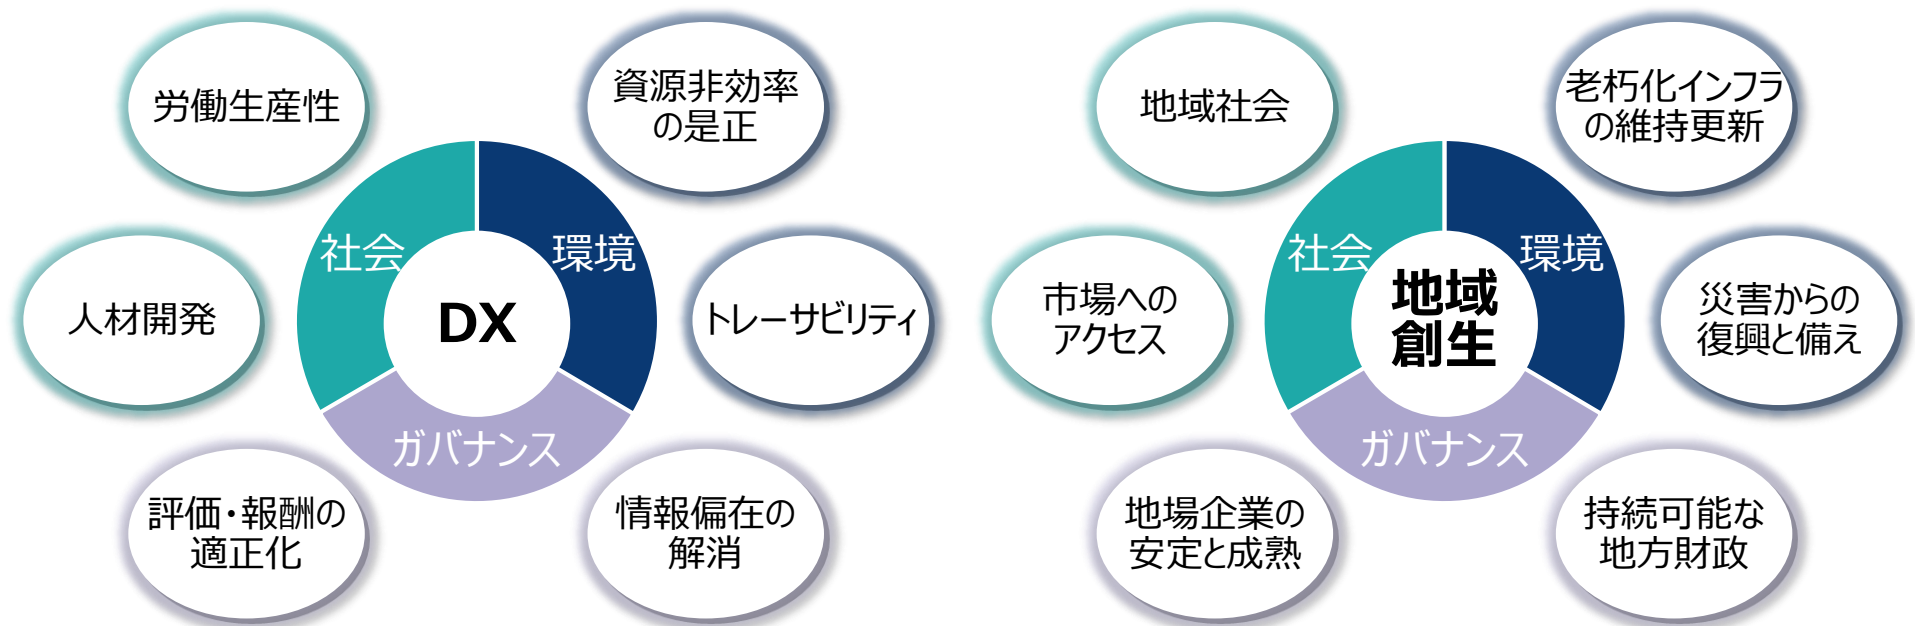 労働生産性
資源非効率
の是正
社会
環境
DX
人材開発
トレーサビリティ
ガバナンス
評価・報酬の
適正化
情報偏在の
解消
地域社会
老朽化インフラ
の維持更新
社会
環境
地域
創生
市場への
アクセス
災害からの
復興と備え
ガバナンス
地場企業の
安定と成熟
持続可能な
地方財政